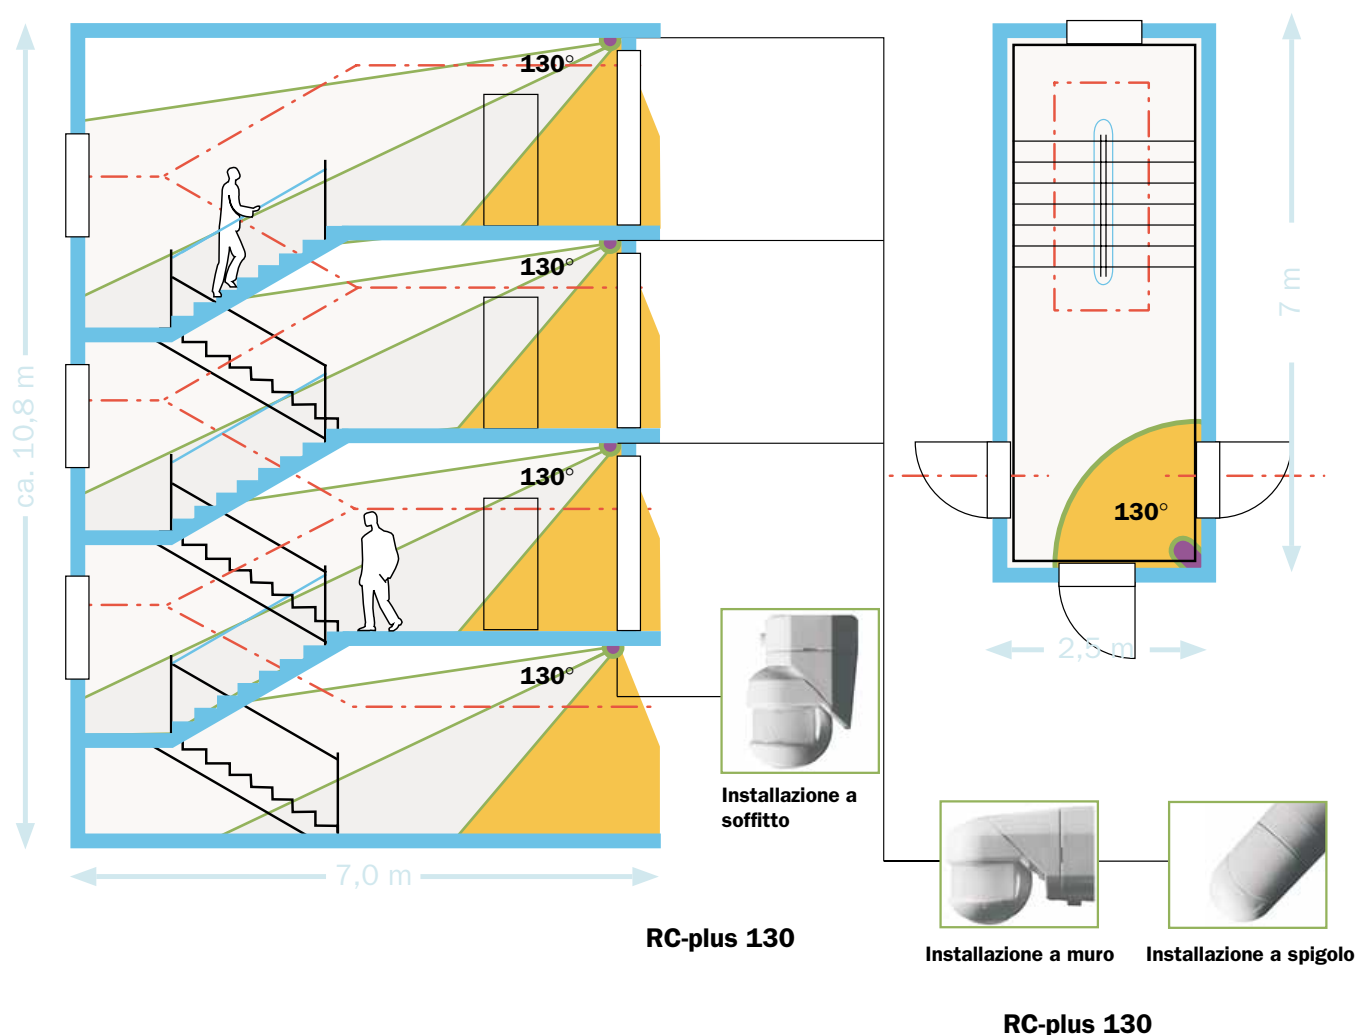 130°
130°
130°
130°
ca. 10,8 m
7,0 m
7 m
130°
2,5 m
Installazione a
soffitto
Installazione a muro
Installazione a spigolo
RC-plus 130
RC-plus 130